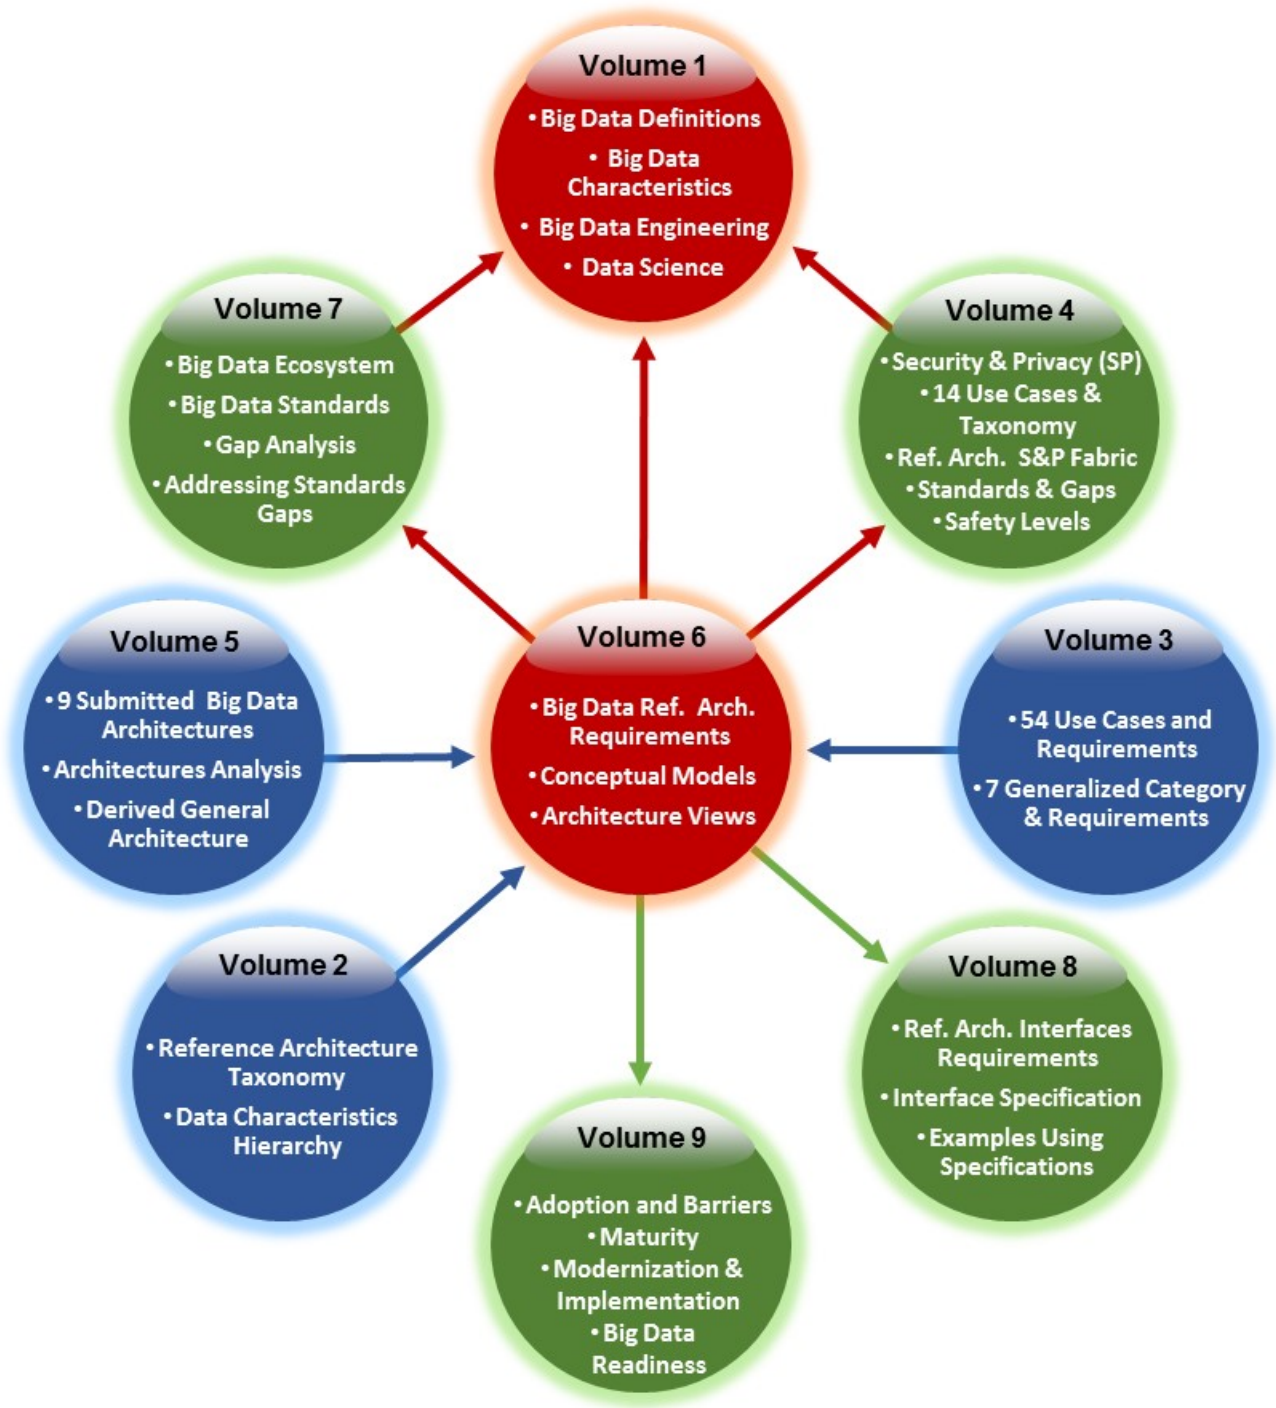 Volume 1
• Big Data Definitions
• Big Data
Characteristics
• Big Data Engineering
• Data Science
Volume 7
• Big Data Ecosystem
• Big Data Standards
• Gap Analysis
• Addressing Standards
Gaps
Volume 4
• Security & Privacy (SP)
• 14 Use Cases &
Taxonomy
• Ref. Arch. S&P Fabric
• Standards & Gaps
• Safety Levels
Volume 5
• 9 Submitted Big Data
Architectures
• Architectures Analysis
• Derived General
Architecture
Volume 6
• Big Data Ref. Arch.
Requirements
• Conceptual Models
• Architecture Views
Volume 3
• 54 Use Cases and
Requirements
• 7 Generalized Category
& Requirements
Volume 2
• Reference Architecture
Taxonomy
• Data Characteristics
Hierarchy
Volume 8
• Ref. Arch. Interfaces
Requirements
• Interface Specification
• Examples Using
Specifications
Volume 9
• Adoption and Barriers
• Maturity
• Modernization &
Implementation
• Big Data
Readiness